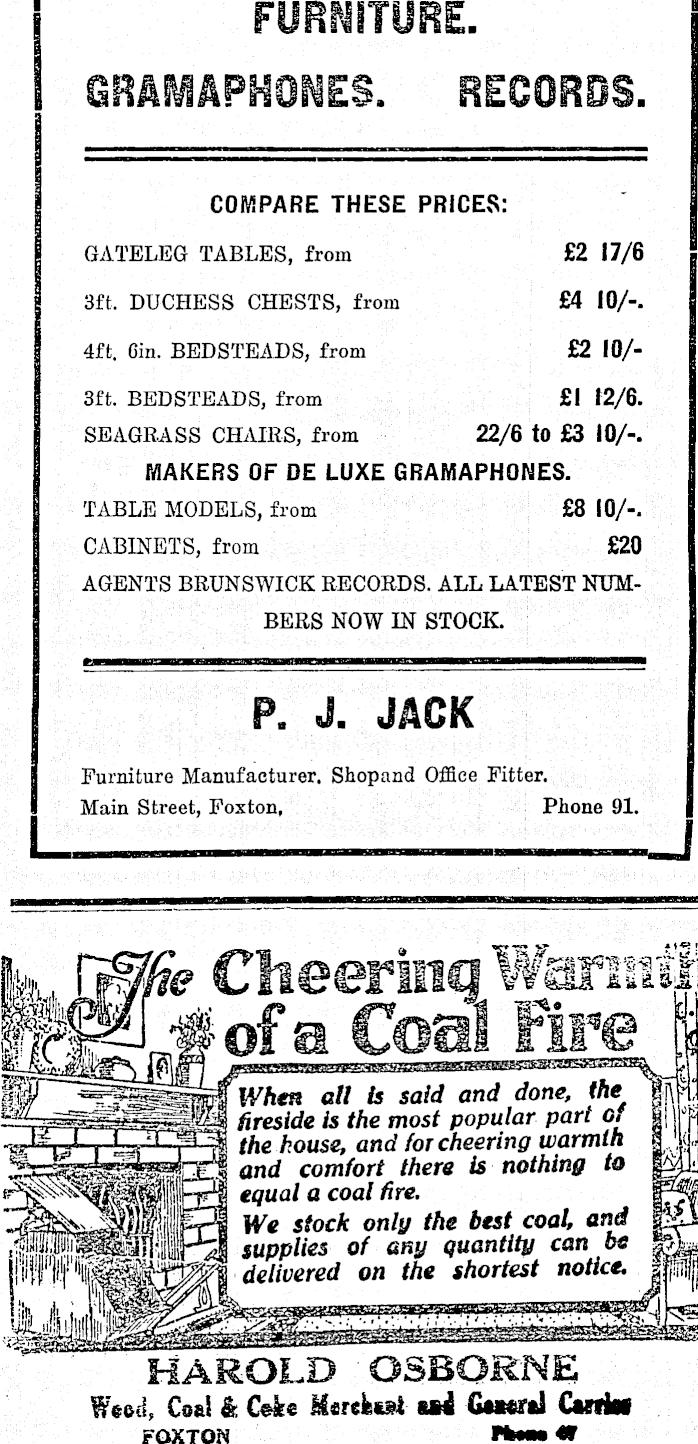 FURNITURE.
GRAMAPHONES. RECORDS.
COMPARE THESE PRICES:
GATELEG TABLES, from £2 17/6
3ft. DUCHESS CHESTS, from £4 10/-.
4ft. 6in. BEDSTEADS, from £2 10/-
3ft. BEDSTEADS, from £1 12/6.
SEAGRASS CHAIRS, from 22/6 to £3 10/-.
MAKERS OF DE LUXE GRAMAPHONES.
TABLE MODELS, from £8 10/-.
CABINETS, from £20
AGENTS BRUNSWICK RECORDS. ALL LATEST NUM-
BERS NOW IN STOCK.
P. J. JACK
Furniture Manufacturer. Shopand Office Fitter.
Main Street, Foxton, Phone 91.
The Cheering Warmth
of a Coal Fire
When all is said and done, the
fireside is the most popular part of
the house, and for cheering warmth
and comfort there is nothing to
equal a coal fire.
We stock only the best coal, and
supplies of any quantity can be
delivered on the shortest notice.
HAROLD OSBORNE
Wood, Coal & Coke Merchant and General Carrier
FOXTON Phone 67